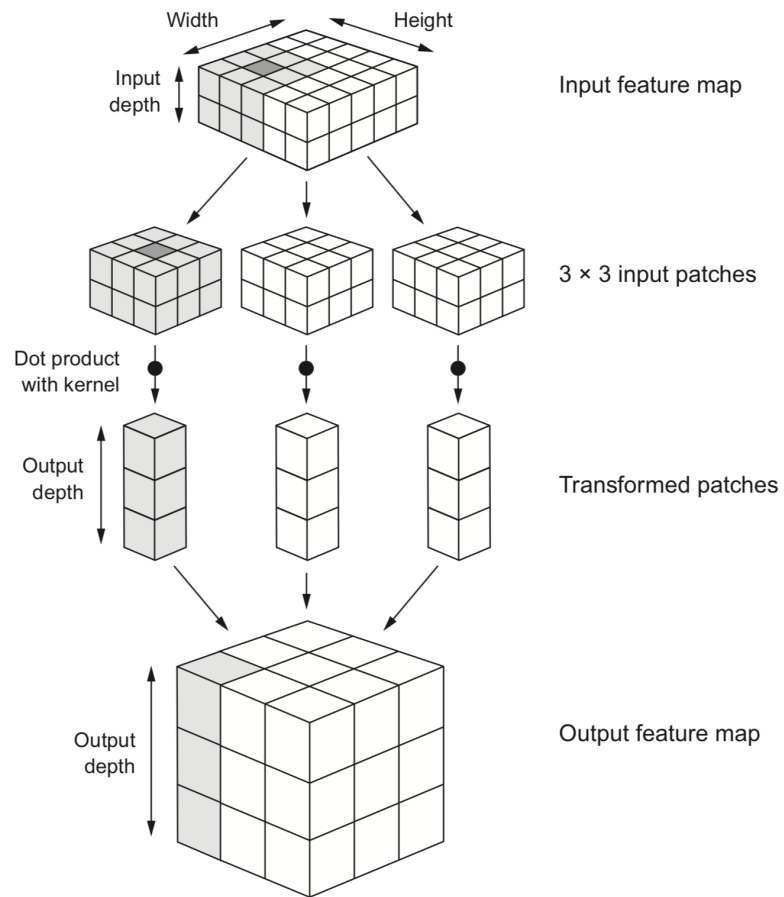 Width
Height
Input
depth
Input feature map
3 × 3 input patches
Dot product
with kernel
Output
depth
Transformed patches
Output
depth
Output feature map